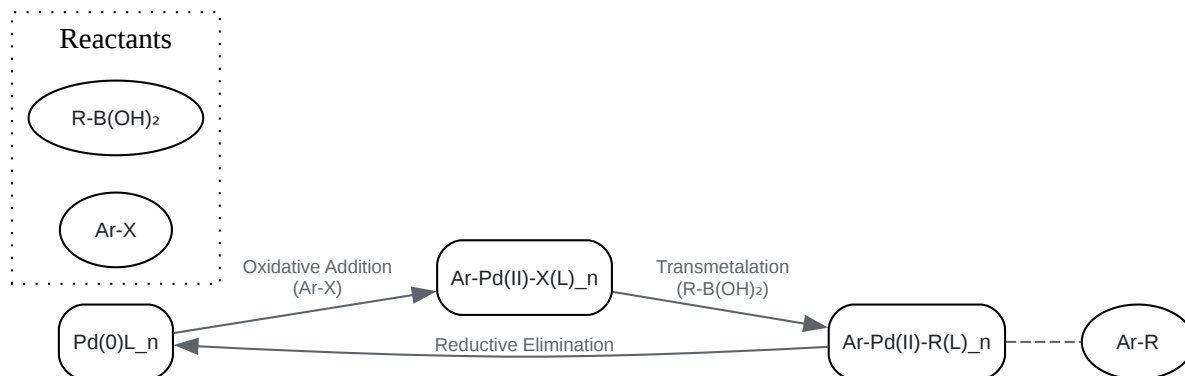 Reactants
R-B(OH)₂
Ar-X
Oxidative Addition
(Ar-X)
Ar-Pd(II)-X(L)_n
Transmetalation
(R-B(OH)₂)
Pd(0)L_n
Reductive Elimination
Ar-Pd(II)-R(L)_n
Ar-R